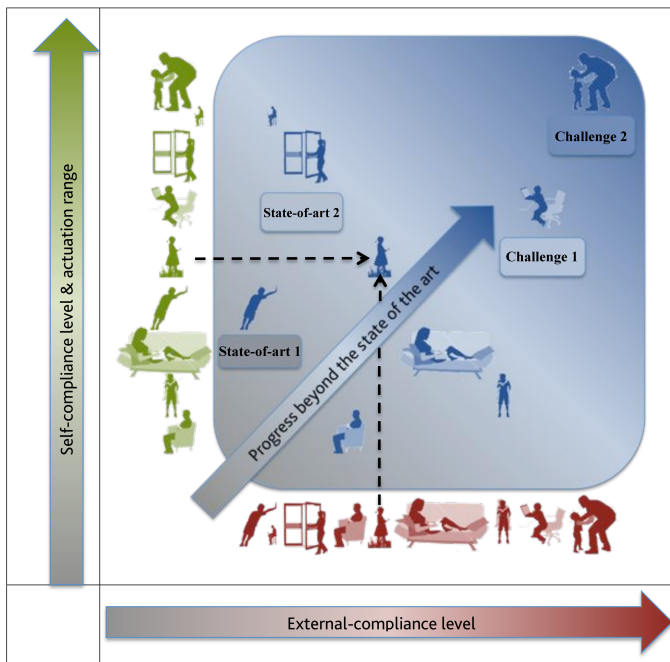 Self-compliance level & actuation range
Challenge 2
State-of-art 2
Challenge 1
State-of-art 1
Progress beyond the state of the art
External-compliance level